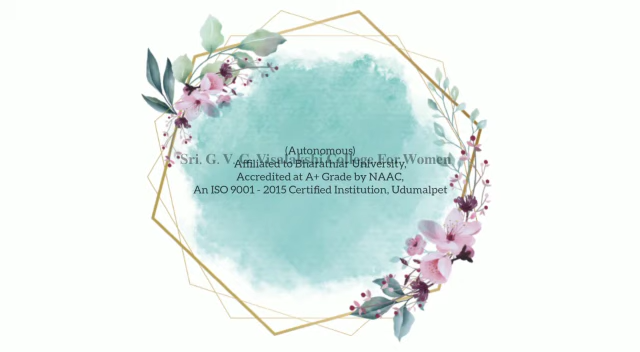 (Autonomous)
Sri. G. V. G. Visalakshi College For Women
Affiliated to Bharathiar University,
Accredited at A+ Grade by NAAC,
An ISO 9001 - 2015 Certified Institution, Udumalpet